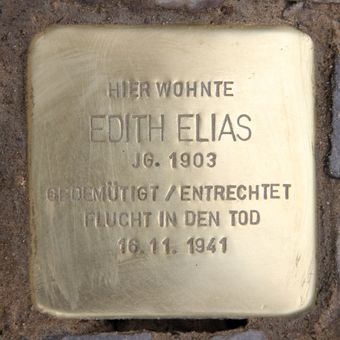 HIER WOHNTE
EDITH ELIAS
JG. 1903
GEDEMÜTIGT / ENTRECHTET
FLUCHT IN DEN TOD
16.11. 1941